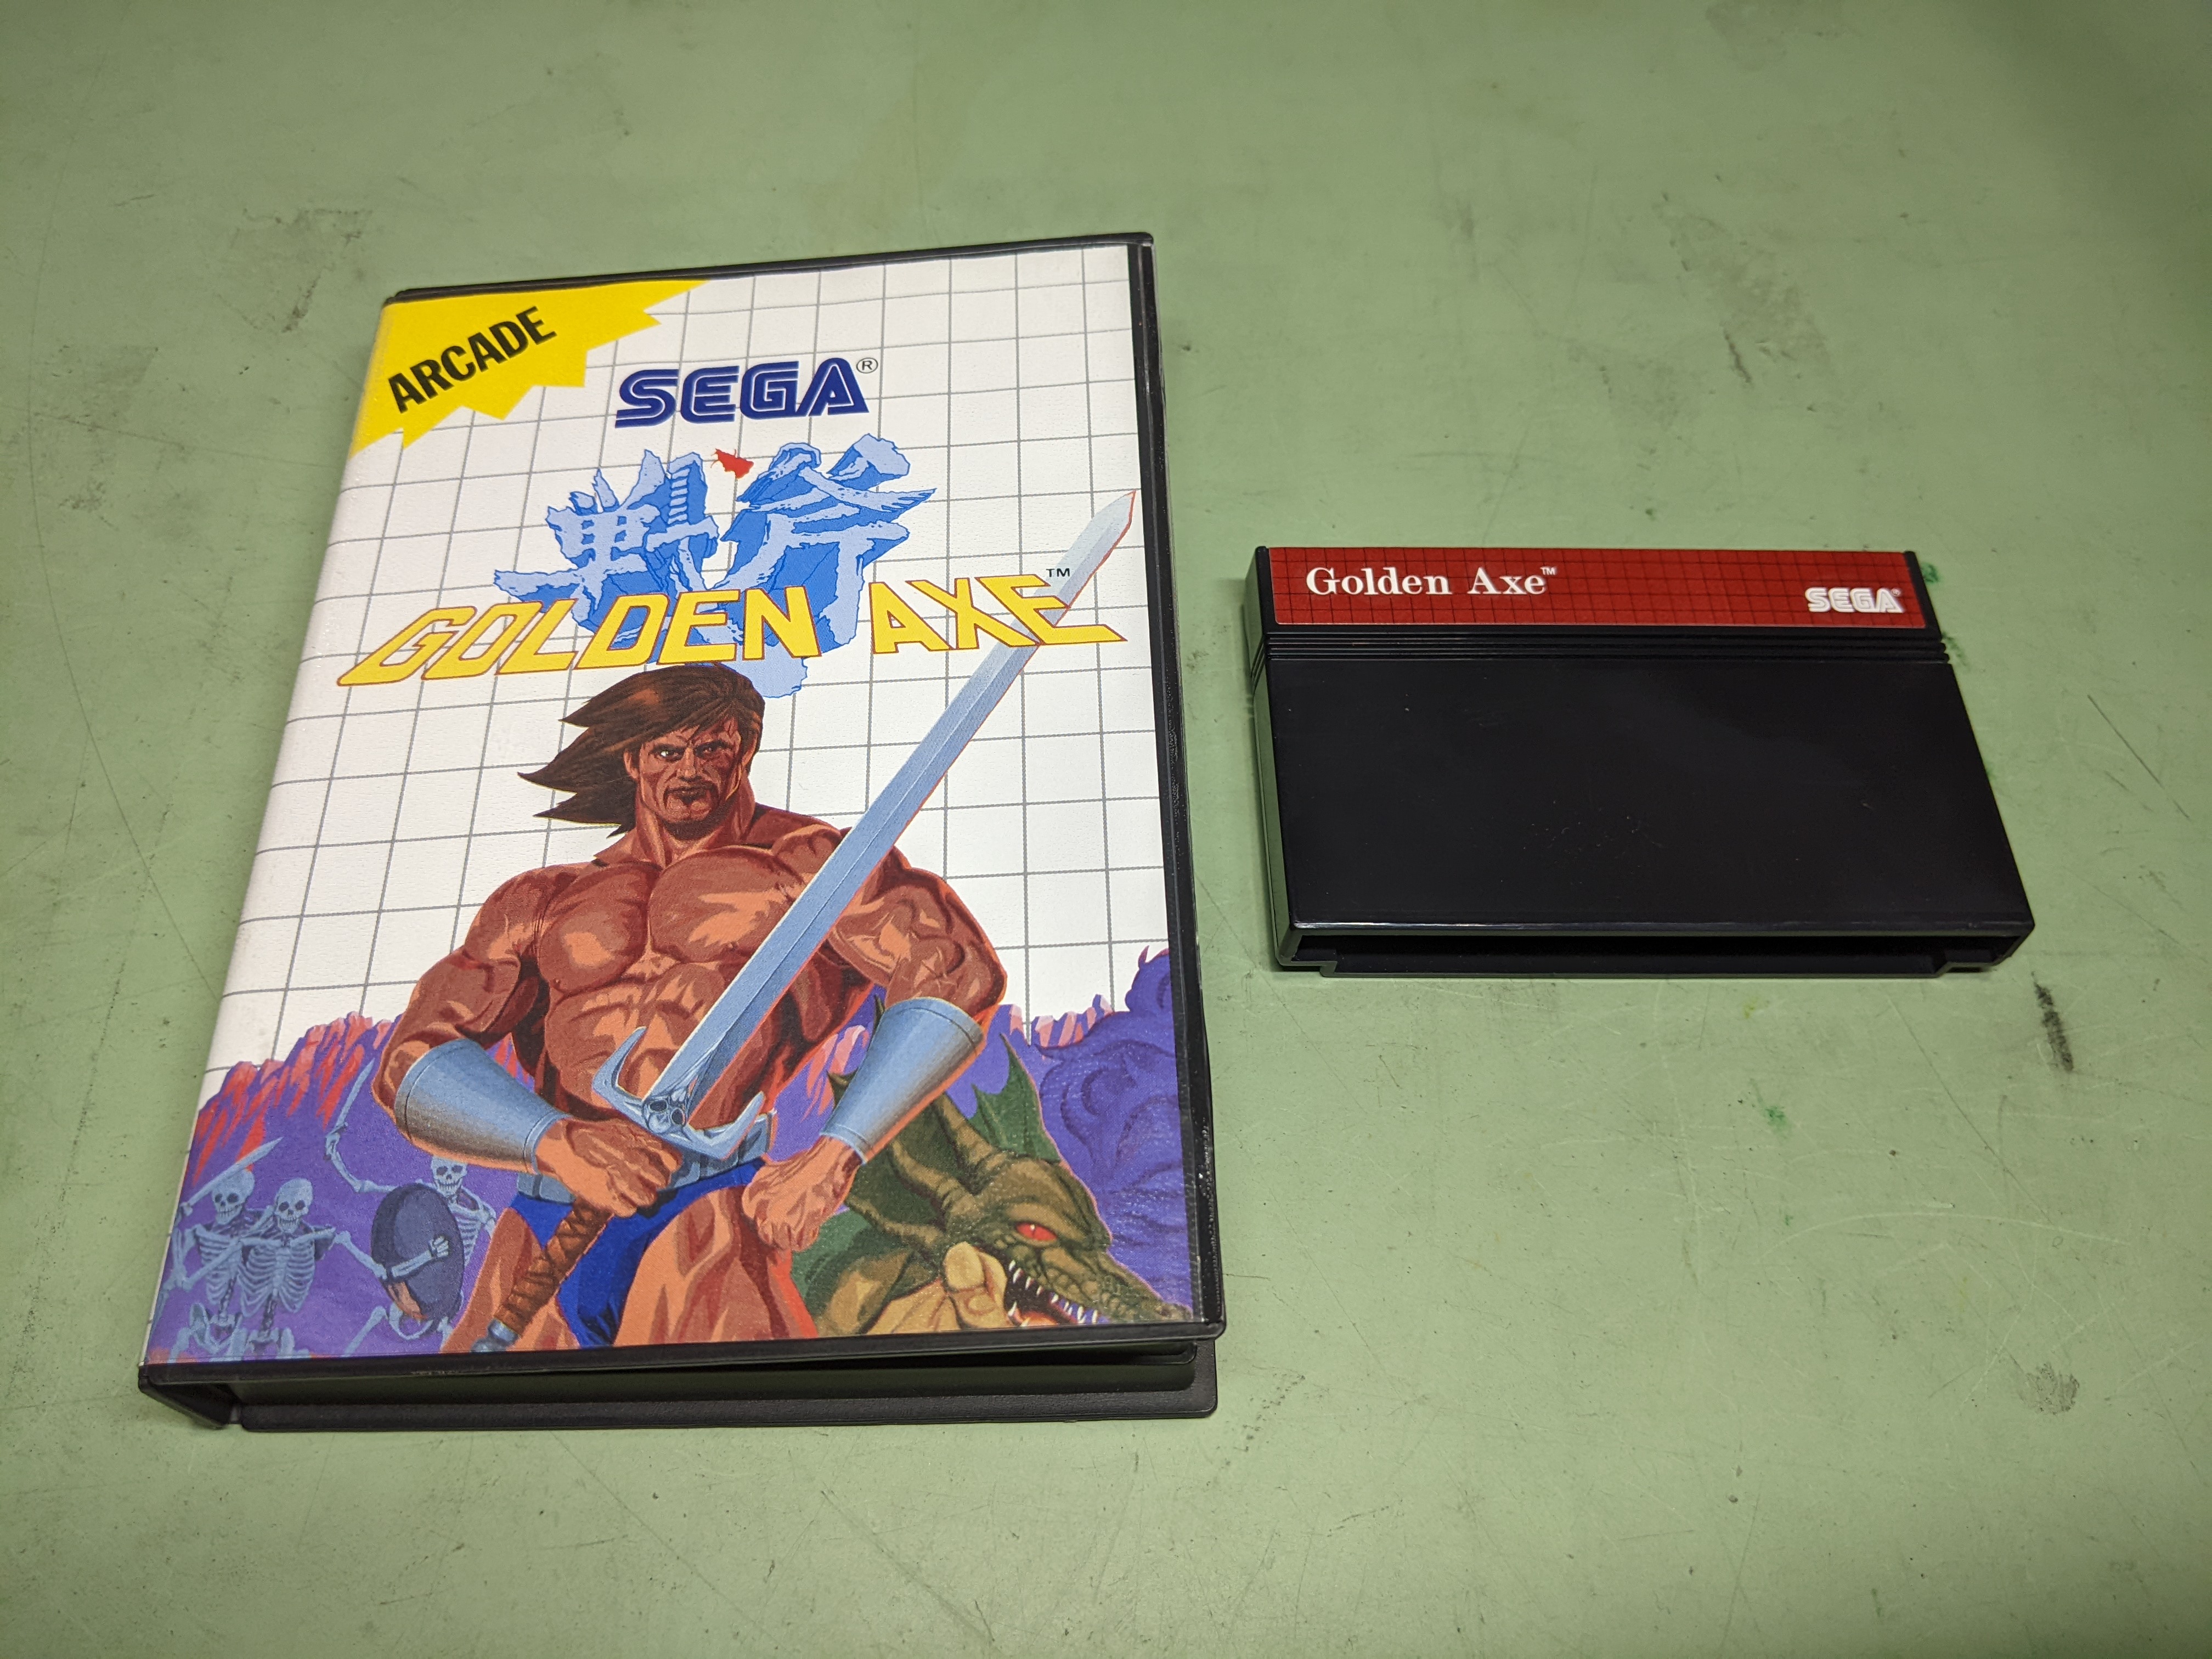 ARCADE
SEGA®
戦斧
GOLDEN AXE™
Golden Axe™
SEGA®